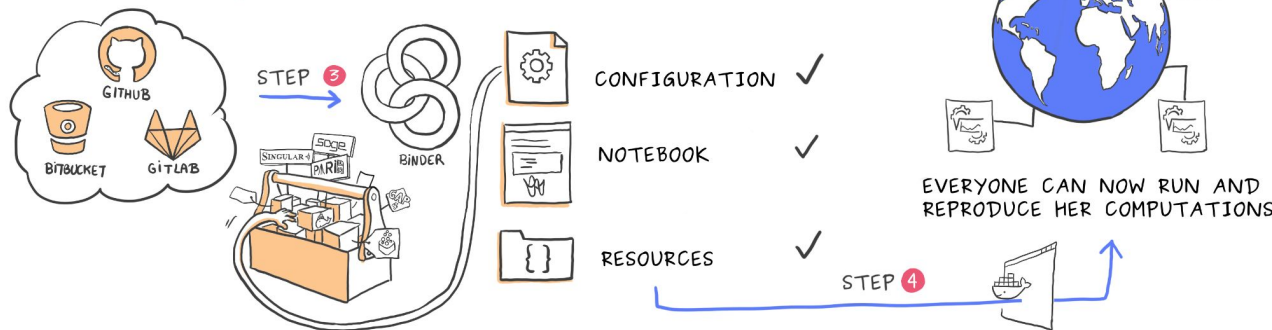 GITHUB
BITBUCKET
GITLAB
STEP 3
BINDER
sage
SINGULAR
PARI
CONFIGURATION
NOTEBOOK
RESOURCES
STEP 4
EVERYONE CAN NOW RUN AND
REPRODUCE HER COMPUTATIONS